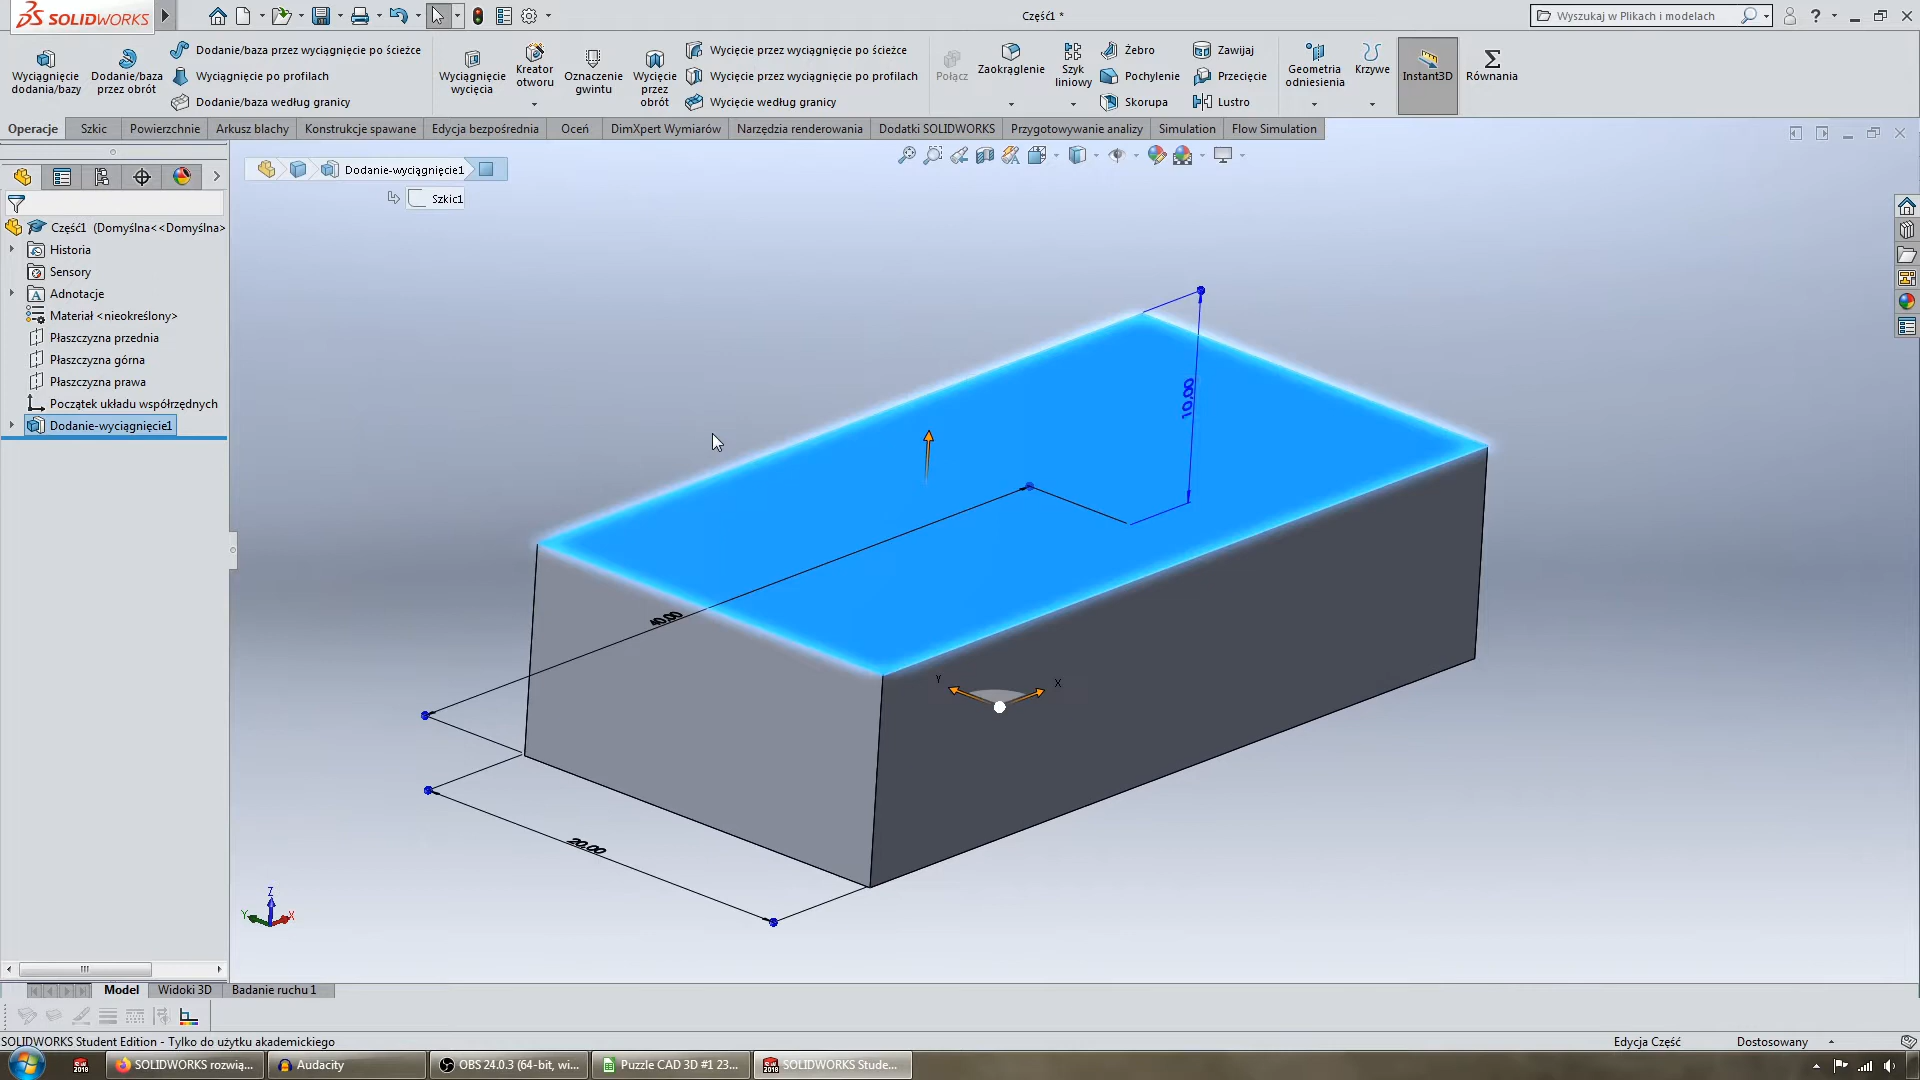 SOLIDWORKS
Część1 *
Wyszukaj w Plikach i modelach
?
Wyciągnięcie dodania/bazy
Dodanie/baza przez obrót
Dodanie/baza przez wyciągnięcie po ścieżce
Wyciągnięcie po profilach
Dodanie/baza według granicy
Wyciągnięcie wycięcia
Kreator otworu
Oznaczenie gwintu
Wycięcie przez obrót
Wycięcie przez wyciągnięcie po ścieżce
Wycięcie przez wyciągnięcie po profilach
Wycięcie według granicy
Połącz
Zaokrąglenie
Szyk liniowy
Żebro
Pochylenie
Skorupa
Zawijaj
Przecięcie
Lustro
Geometria odniesienia
Krzywe
Instant3D
Równania
Operacje
Szkic
Powierzchnie
Arkusz blachy
Konstrukcje spawane
Edycja bezpośrednia
Oceń
DimXpert Wymiarów
Narzędzia renderowania
Dodatki SOLIDWORKS
Przygotowywanie analizy
Simulation
Flow Simulation
Dodanie-wyciągnięcie1
Szkic1
Część1 (Domyślna<<Domyślna>
Historia
Sensory
Adnotacje
Materiał <nieokreślony>
Płaszczyzna przednia
Płaszczyzna górna
Płaszczyzna prawa
Początek układu współrzędnych
Dodanie-wyciągnięcie1
10,00
40,00
Y
X
20,00
Z
Y
X
Model
Widoki 3D
Badanie ruchu 1
SOLIDWORKS Student Edition - Tylko do użytku akademickiego
Edycja Część
Dostosowany
2018
SOLIDWORKS rozwią...
Audacity
OBS 24.0.3 (64-bit, wi...
Puzzle CAD 3D #1 23...
2018
SOLIDWORKS Stude...